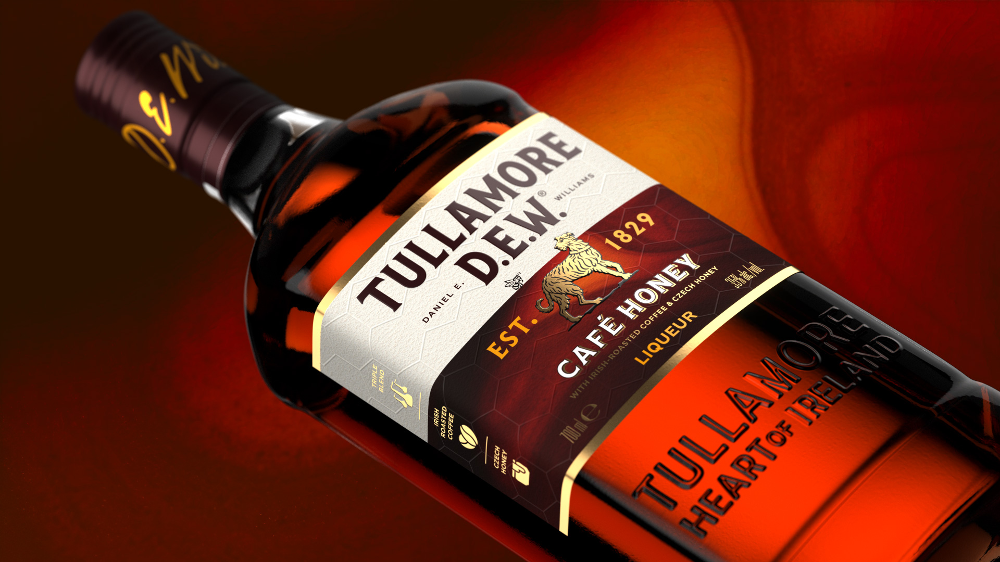 D.E. W
TULLAMORE
D.E.W.®
DANIEL E.
WILLIAMS
EST.
1829
CAFÉ HONEY
WITH IRISH-ROASTED COFFEE & CZECH HONEY
LIQUEUR
35% alc./vol.
700 ml e
TRIPLE
BLEND
IRISH
ROASTED
COFFEE
CZECH
HONEY
TULLAMORE
HEART OF IRELAND